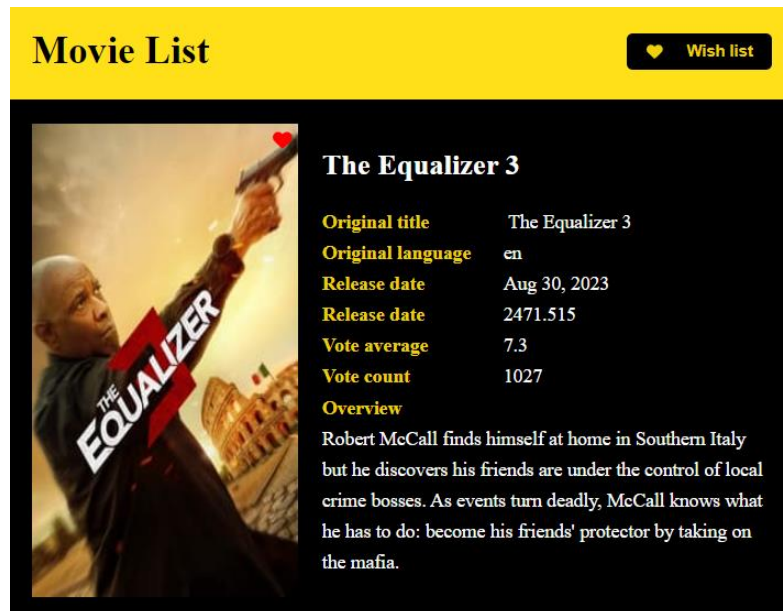 Movie List
Wish list
THE
EQUALIZER
3
The Equalizer 3
Original title The Equalizer 3
Original language en
Release date Aug 30, 2023
Release date 2471.515
Vote average 7.3
Vote count 1027
Overview
Robert McCall finds himself at home in Southern Italy
but he discovers his friends are under the control of local
crime bosses. As events turn deadly, McCall knows what
he has to do: become his friends' protector by taking on
the mafia.